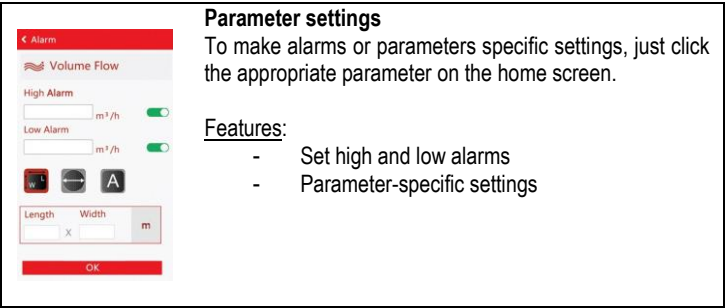 < Alarm
Volume Flow
High Alarm
m³/h
Low Alarm
m³/h
W L
A
Length Width
X
m
OK
Parameter settings
To make alarms or parameters specific settings, just click
the appropriate parameter on the home screen.
Features:
- Set high and low alarms
- Parameter-specific settings